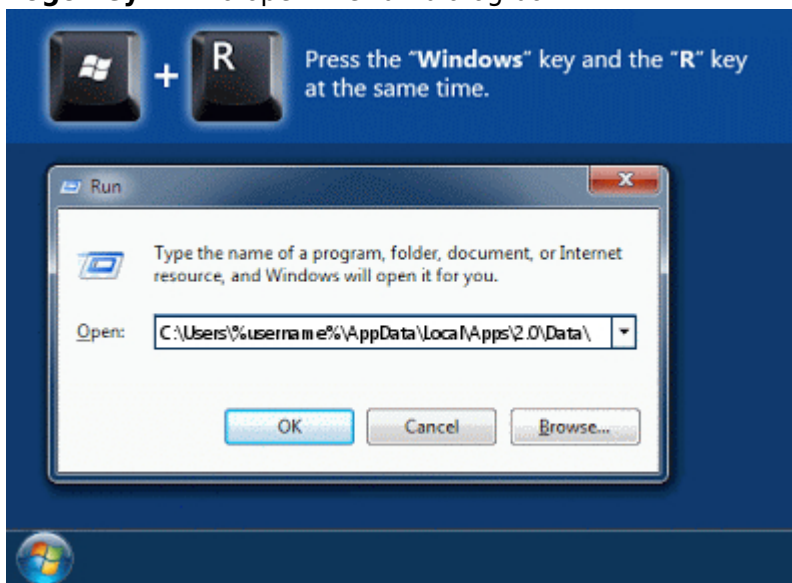 R
Press the "Windows" key and the "R" key
at the same time.
Run
Type the name of a program, folder, document, or Internet
resource, and Windows will open it for you.
Open:
C:\Users\%username%\AppData\Local\Apps\2.0\Data\
OK
Cancel
Browse...